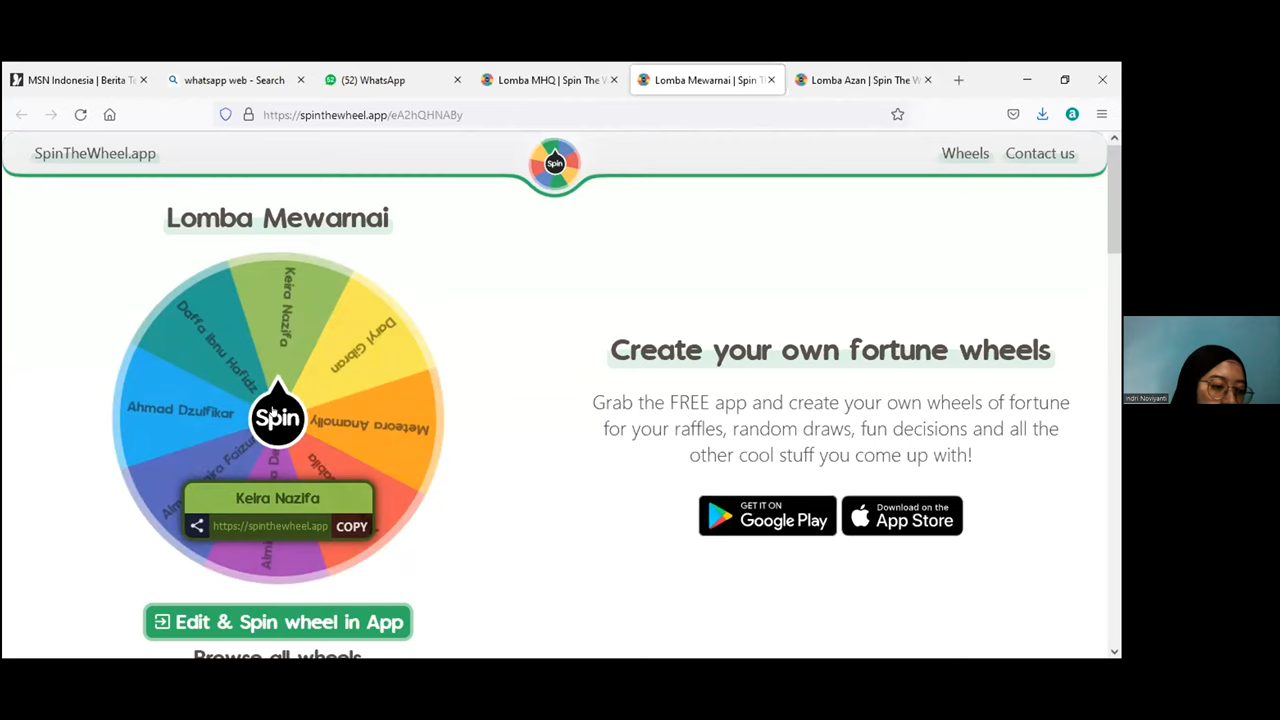 MSN Indonesia | Berita Te
whatsapp web - Search
(52) WhatsApp
Lomba MHQ | Spin The W
Lomba Mewarnai | Spin T
Lomba Azan | Spin The W
https://spinthewheel.app/eA2hQHNABy
SpinTheWheel.app
Spin
Wheels
Contact us
Lomba Mewarnai
Keira Nazifa
Daryl Gibran
Meteora Anamolly
Daffa Ibnu Hafidz
Ahmad Dzulfikar
Spin
Keira Nazifa
https://spinthewheel.app
COPY
Edit & Spin wheel in App
Browse all wheels
Create your own fortune wheels
Grab the FREE app and create your own wheels of fortune
for your raffles, random draws, fun decisions and all the
other cool stuff you come up with!
GET IT ON
Google Play
Download on the
App Store
Indri Noviyanti